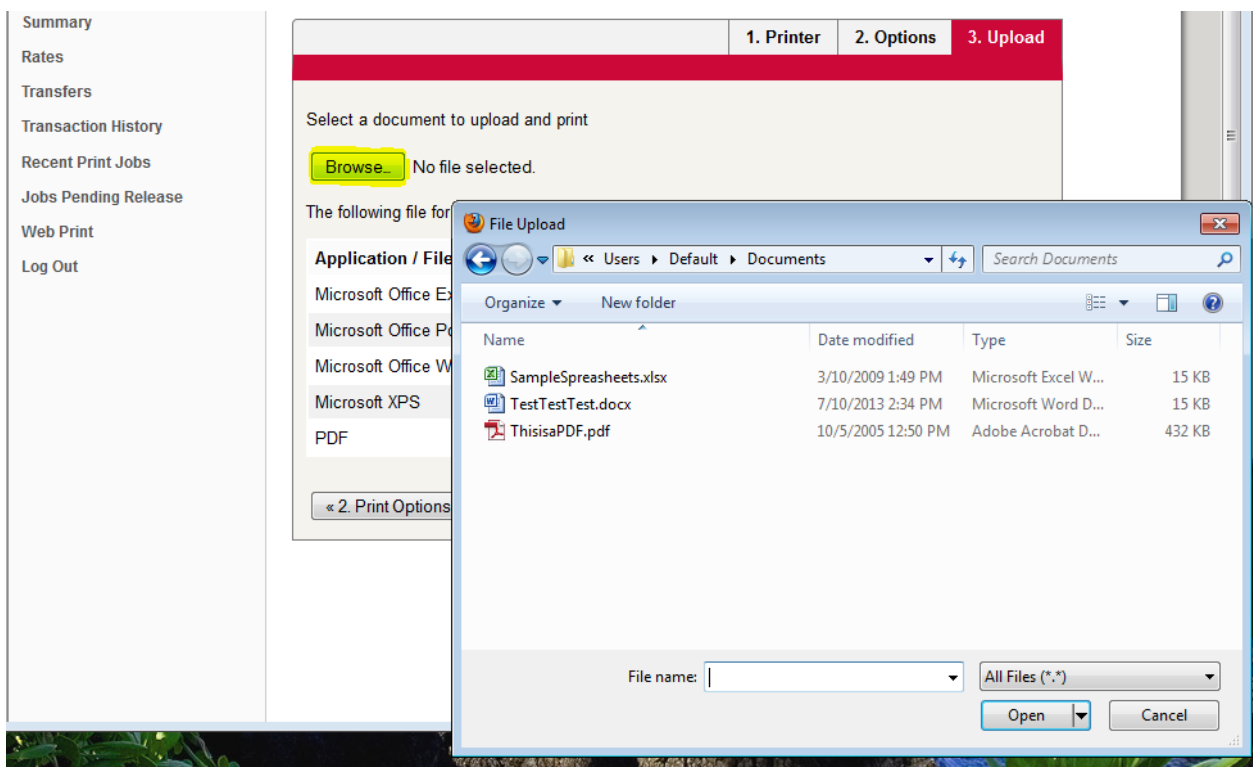 Summary
Rates
Transfers
Transaction History
Recent Print Jobs
Jobs Pending Release
Web Print
Log Out
1. Printer 2. Options 3. Upload
Select a document to upload and print
Browse... No file selected.
The following file for
Application / File
Microsoft Office Ex
Microsoft Office Po
Microsoft Office W
Microsoft XPS
PDF
« 2. Print Options
File Upload
« Users Default Documents
Search Documents
Organize New folder
Name Date modified Type Size
SampleSpreasheets.xlsx 3/10/2009 1:49 PM Microsoft Excel W... 15 KB
TestTestTest.docx 7/10/2013 2:34 PM Microsoft Word D... 15 KB
ThisisaPDF.pdf 10/5/2005 12:50 PM Adobe Acrobat D... 432 KB
File name: All Files (*.*)
Open Cancel